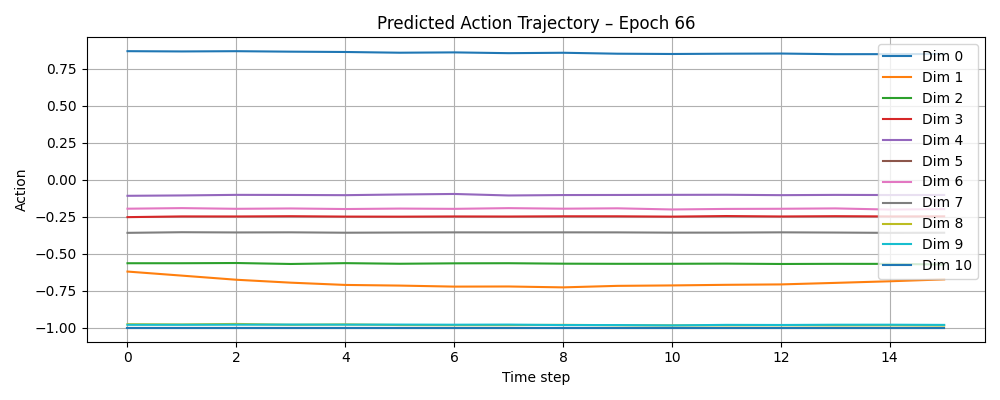 Predicted Action Trajectory – Epoch 66
Action
0.75
0.50
0.25
0.00
−0.25
−0.50
−0.75
−1.00
0 2 4 6 8 10 12 14
Time step
Dim 0
Dim 1
Dim 2
Dim 3
Dim 4
Dim 5
Dim 6
Dim 7
Dim 8
Dim 9
Dim 10